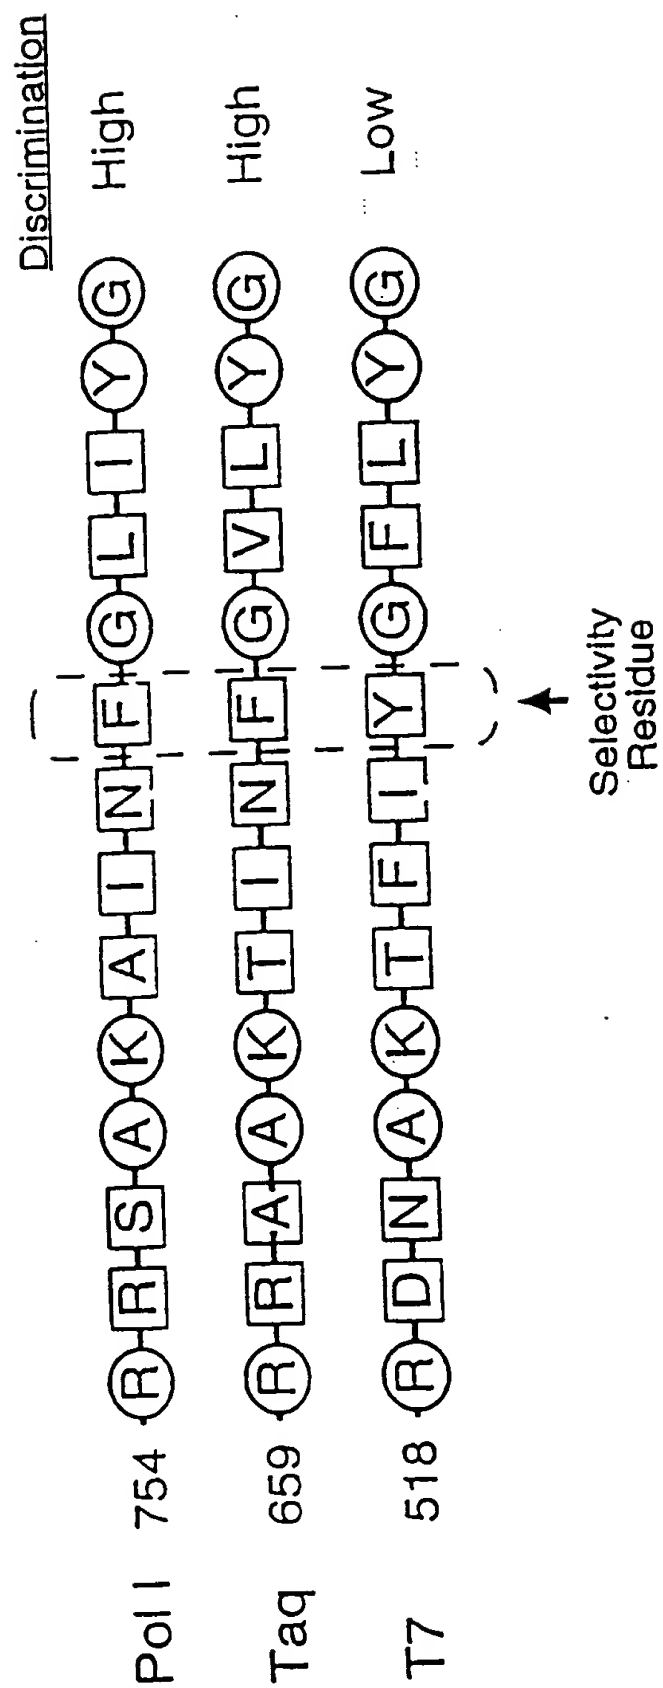 Discrimination
Pol I 754 R R S A K A I N F G L I Y G High
Taq 659 R R A A K T I N F G V L Y G High
T7 518 R D N A K T F I Y G F L Y G Low
Selectivity
Residue